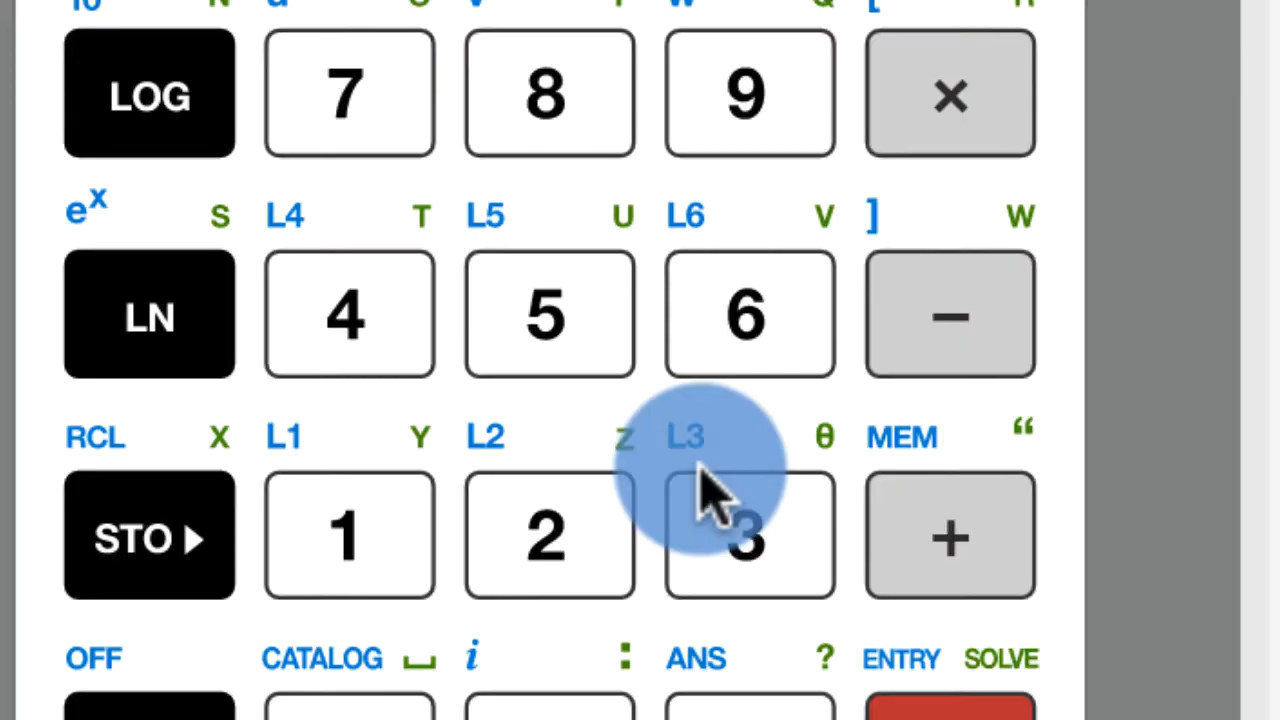 LOG 7 8 9 ×
eˣ S L4 T L5 U L6 V ] W
LN 4 5 6 −
RCL X L1 Y L2 Z L3 θ MEM “
STO ▶ 1 2 3 +
OFF CATALOG ⎵ i : ANS ? ENTRY SOLVE